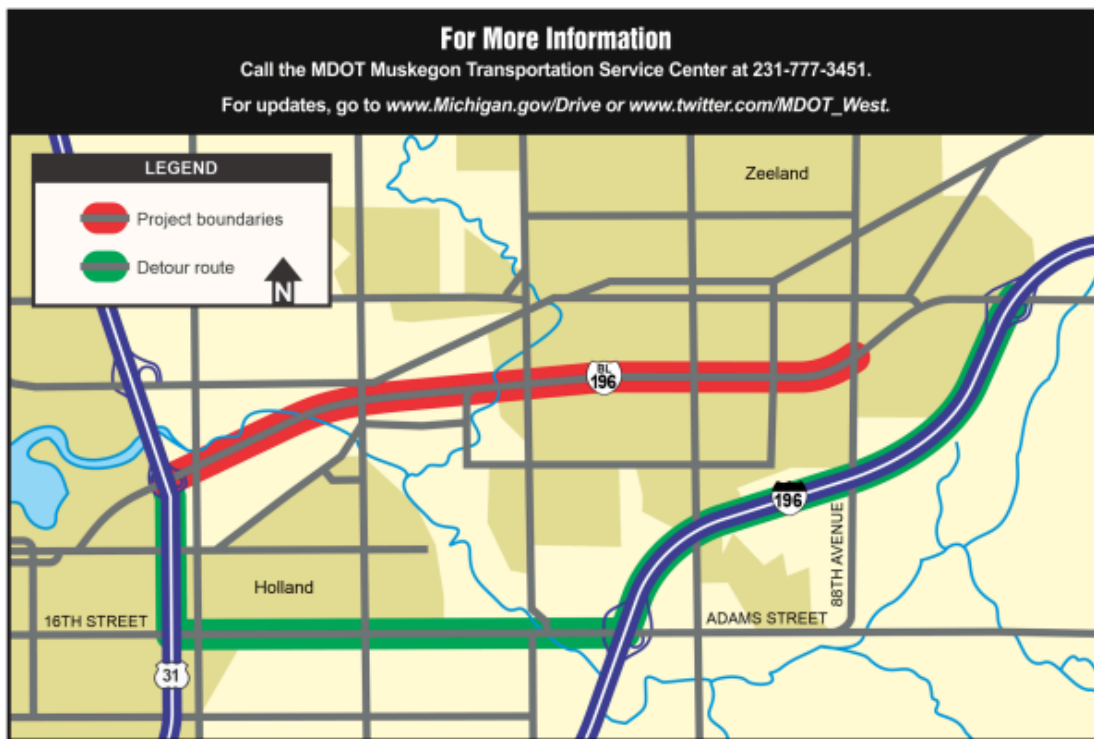 For More Information
Call the MDOT Muskegon Transportation Service Center at 231-777-3451.
For updates, go to www.Michigan.gov/Drive or www.twitter.com/MDOT_West.
LEGEND
Project boundaries
Detour route
N
Zeeland
BL
196
196
88TH AVENUE
Holland
16TH STREET
ADAMS STREET
31